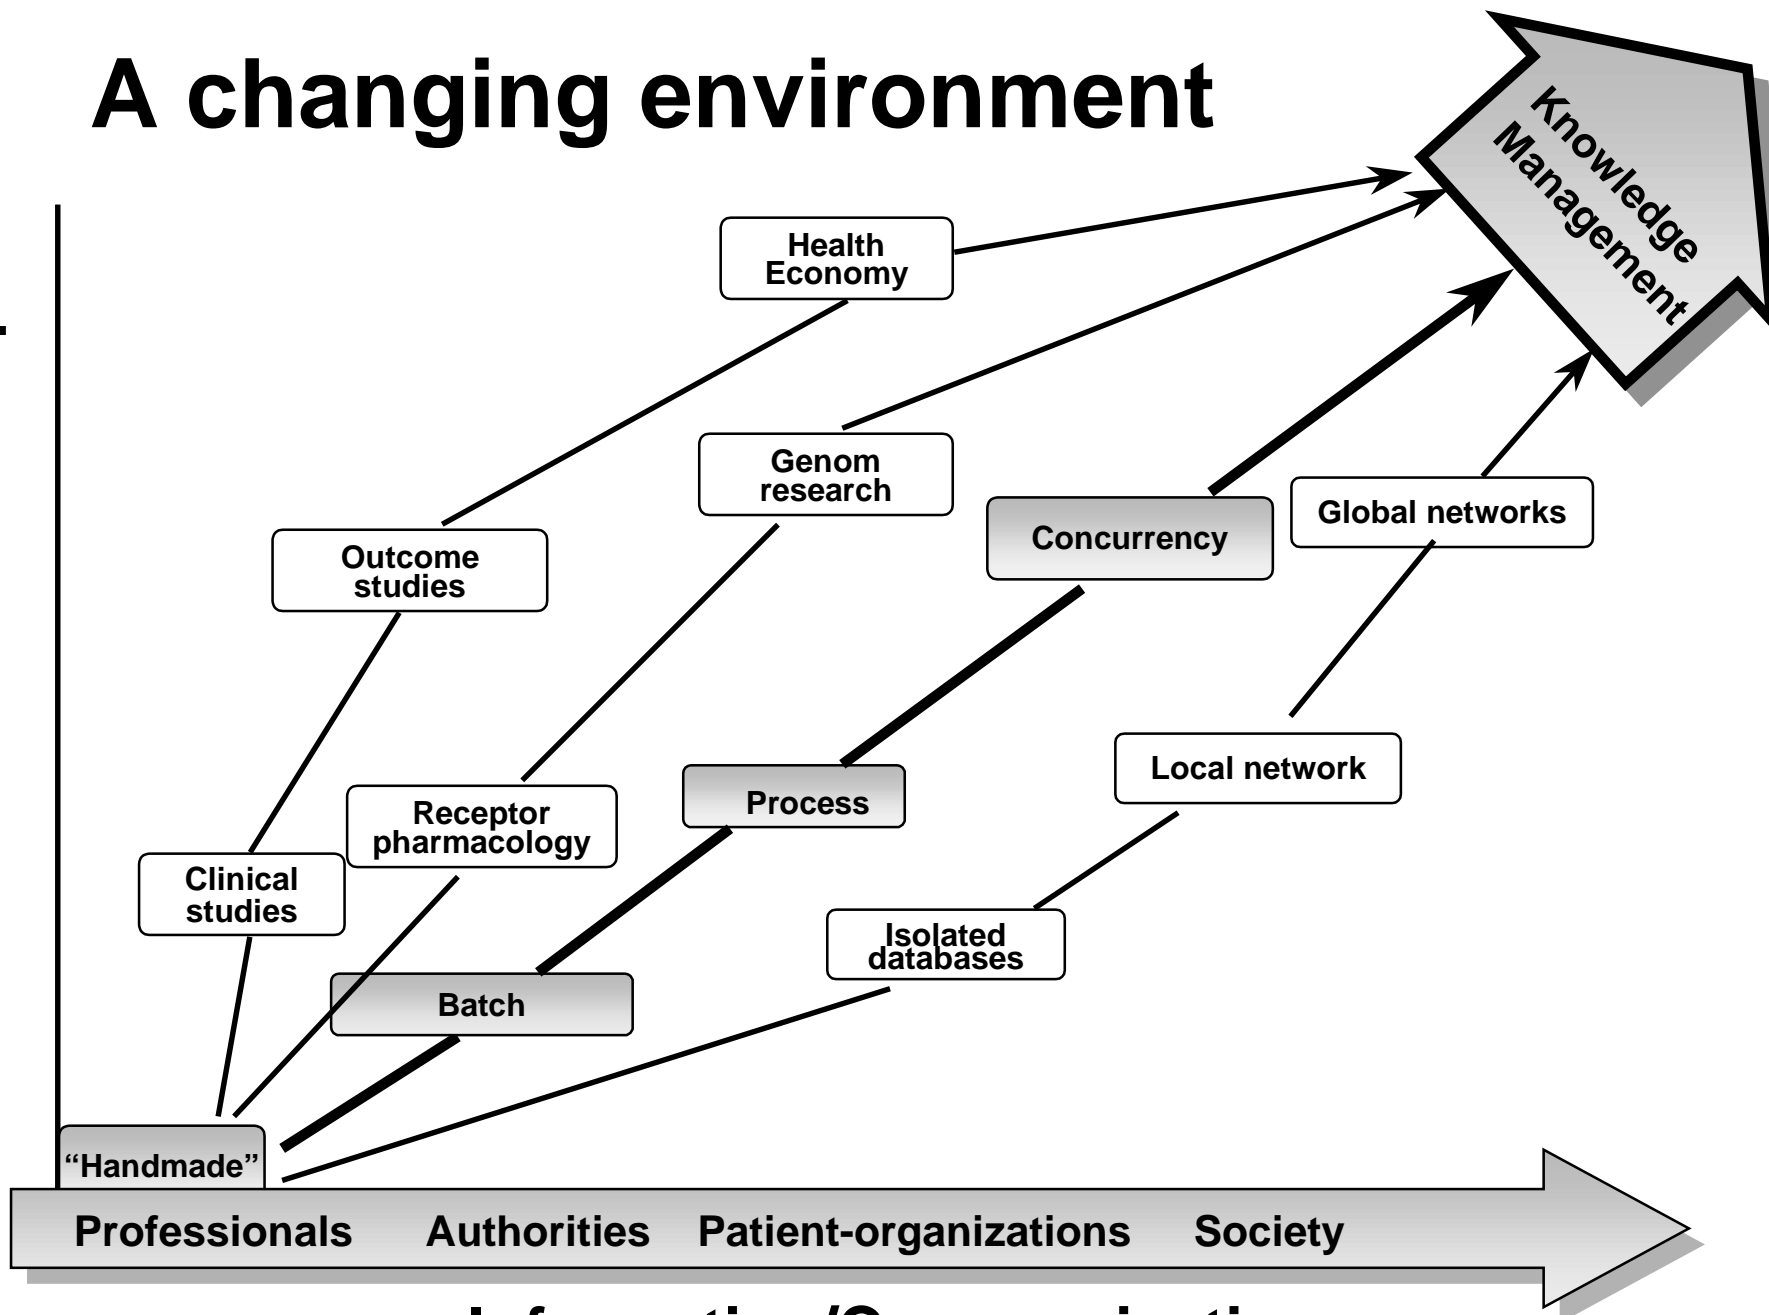 A changing environment
Knowledge
Management
Health
Economy
Genom
research
Global networks
Concurrency
Outcome
studies
Local network
Process
Receptor
pharmacology
Clinical
studies
Isolated
databases
Batch
“Handmade”
Professionals Authorities Patient-organizations Society